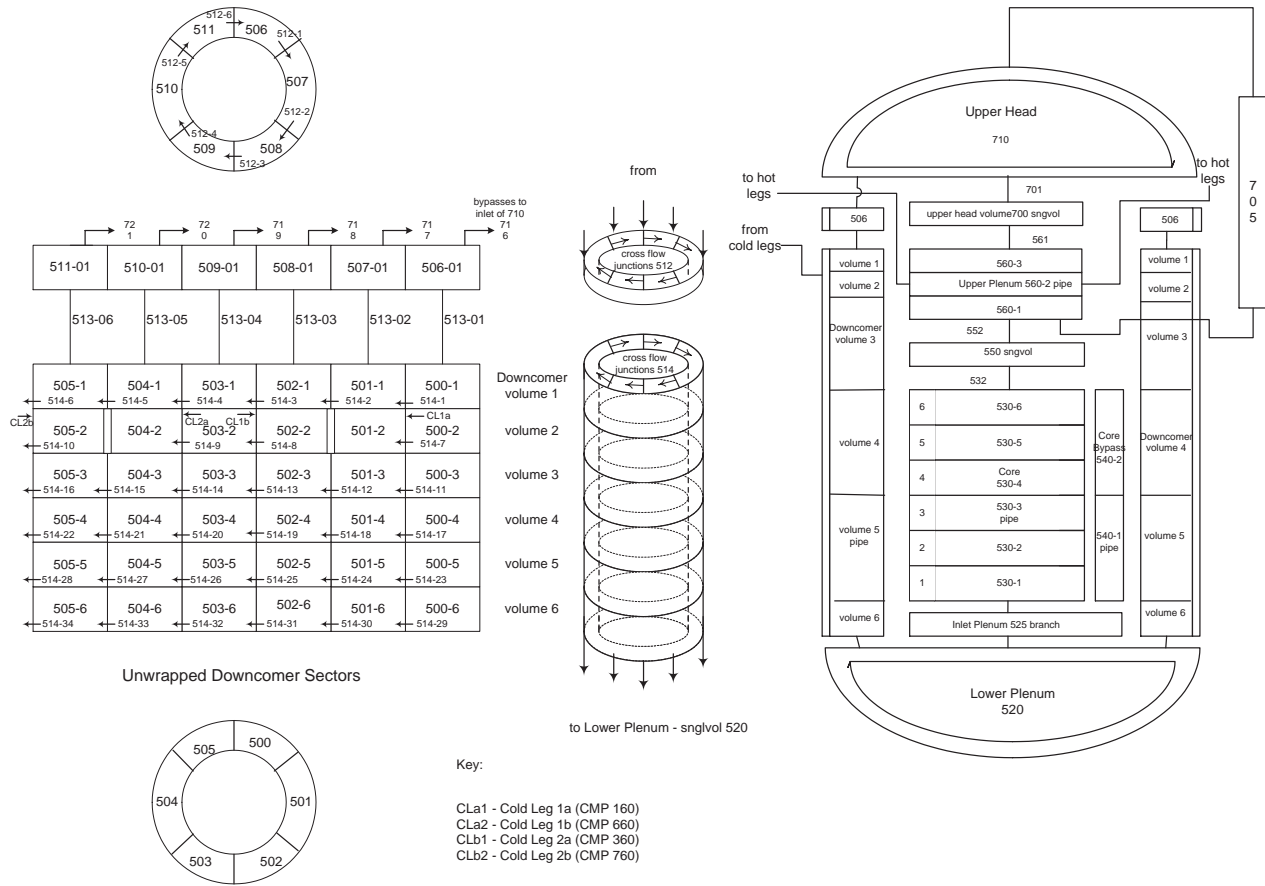 512-6
511
506
512-1
512-5
507
510
512-2
512-4
509
508
512-3
bypasses to
inlet of 710
72
1
72
0
71
9
71
8
71
7
71
6
511-01
510-01
509-01
508-01
507-01
506-01
513-06
513-05
513-04
513-03
513-02
513-01
505-1
504-1
503-1
502-1
501-1
500-1
514-6
514-5
514-4
514-3
514-2
514-1
CL2b
CL2a
CL1b
CL1a
505-2
504-2
503-2
502-2
501-2
500-2
514-10
514-9
514-8
514-7
505-3
504-3
503-3
502-3
501-3
500-3
514-16
514-15
514-14
514-13
514-12
514-11
505-4
504-4
503-4
502-4
501-4
500-4
514-22
514-21
514-20
514-19
514-18
514-17
505-5
504-5
503-5
502-5
501-5
500-5
514-28
514-27
514-26
514-25
514-24
514-23
505-6
504-6
503-6
502-6
501-6
500-6
514-34
514-33
514-32
514-31
514-30
514-29
Downcomer
volume 1
volume 2
volume 3
volume 4
volume 5
volume 6
Unwrapped Downcomer Sectors
505
500
504
501
503
502
from
cross flow
junctions 512
cross flow
junctions 514
to Lower Plenum - snglvol 520
Key:
CLa1 - Cold Leg 1a (CMP 160)
CLa2 - Cold Leg 1b (CMP 660)
CLb1 - Cold Leg 2a (CMP 360)
CLb2 - Cold Leg 2b (CMP 760)
Upper Head
710
to hot
legs
to hot
legs
from
cold legs
7
0
5
701
506
upper head volume700 sngvol
506
561
volume 1
volume 2
Downcomer
volume 3
volume 4
volume 5
pipe
volume 6
560-3
Upper Plenum 560-2 pipe
560-1
552
550 sngvol
532
6
530-6
5
530-5
4
Core
530-4
3
530-3
pipe
2
530-2
1
530-1
Core
Bypass
540-2
540-1
pipe
volume 1
volume 2
volume 3
Downcomer
volume 4
volume 5
volume 6
Inlet Plenum 525 branch
Lower Plenum
520